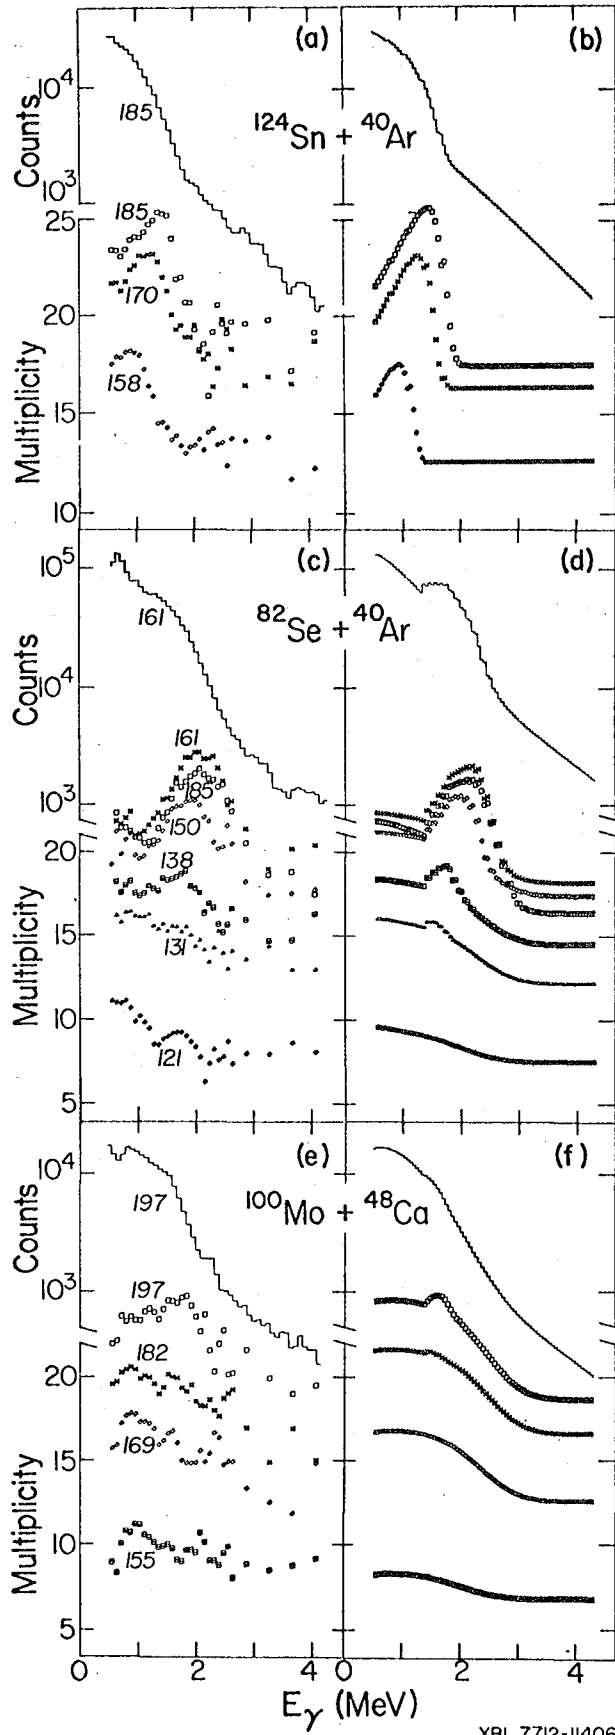 (a)
(b)
Counts
10⁴
10³
185
¹²⁴Sn + ⁴⁰Ar
Multiplicity
25
20
15
10
185
170
158
(c)
(d)
Counts
10⁵
10⁴
10³
161
⁸²Se + ⁴⁰Ar
Multiplicity
20
15
10
5
161
185
150
138
131
121
(e)
(f)
Counts
10⁴
10³
197
¹⁰⁰Mo + ⁴⁸Ca
Multiplicity
20
15
10
5
197
182
169
155
0 2 4 0 2 4
Eγ (MeV)
XBL 7712-11406